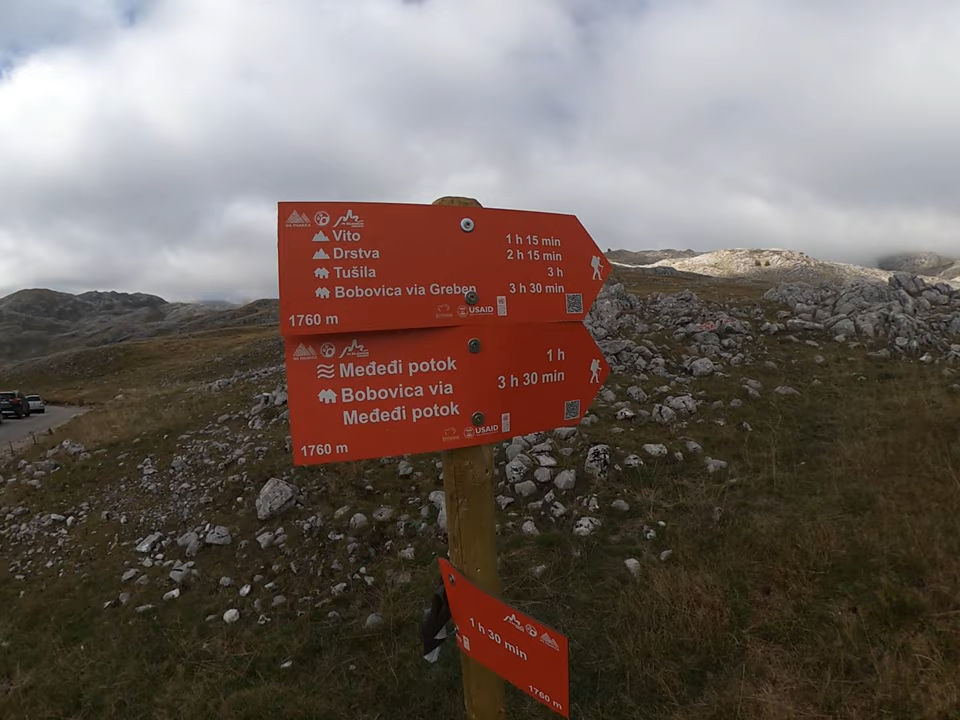 Vito 1 h 15 min
Drstva 2 h 15 min
Tušila 3 h
Bobovica via Greben 3 h 30 min
1760 m
USAID
Međeđi potok 1 h
Bobovica via 3 h 30 min
Međeđi potok
1760 m
USAID
1 h 30 min
1760 m